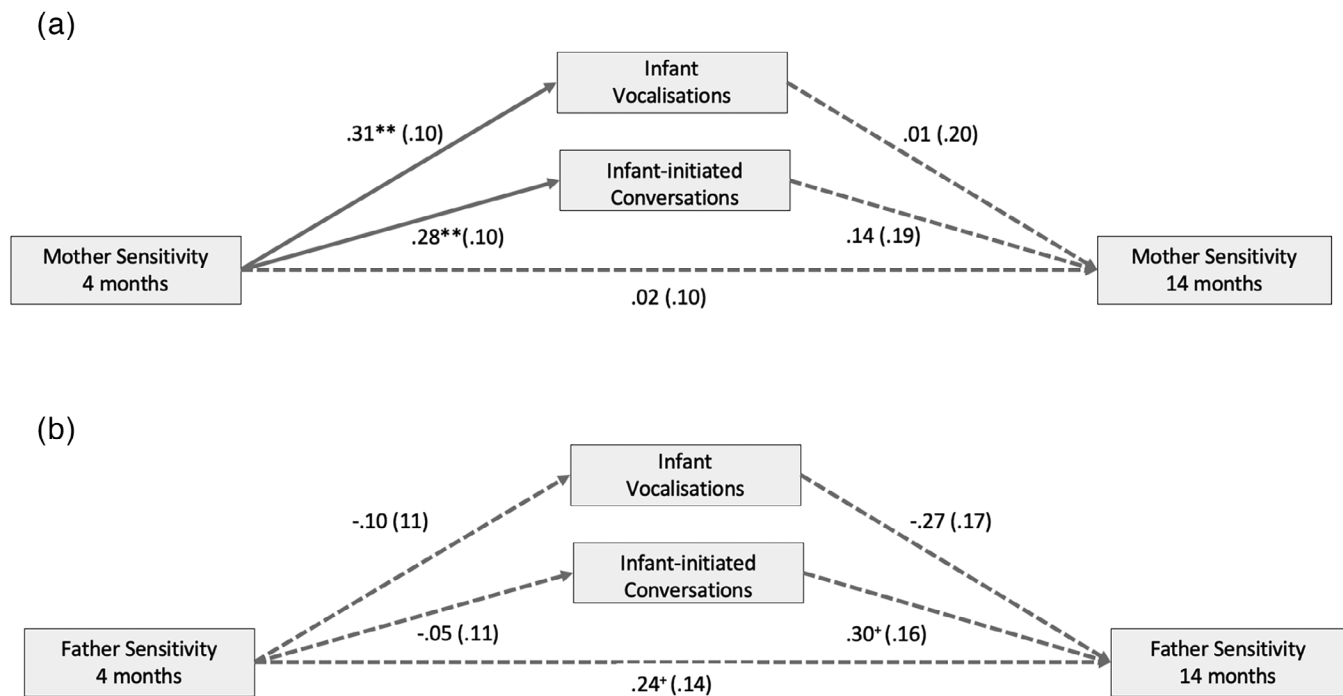 (a)
Infant
Vocalisations
.31** (.10)
.01 (.20)
Infant-initiated
Conversations
.28**(.10)
.14 (.19)
Mother Sensitivity
4 months
Mother Sensitivity
14 months
.02 (.10)
(b)
Infant
Vocalisations
-.10 (11)
-.27 (.17)
Infant-initiated
Conversations
-.05 (.11)
.30⁺ (.16)
Father Sensitivity
4 months
Father Sensitivity
14 months
.24⁺ (.14)